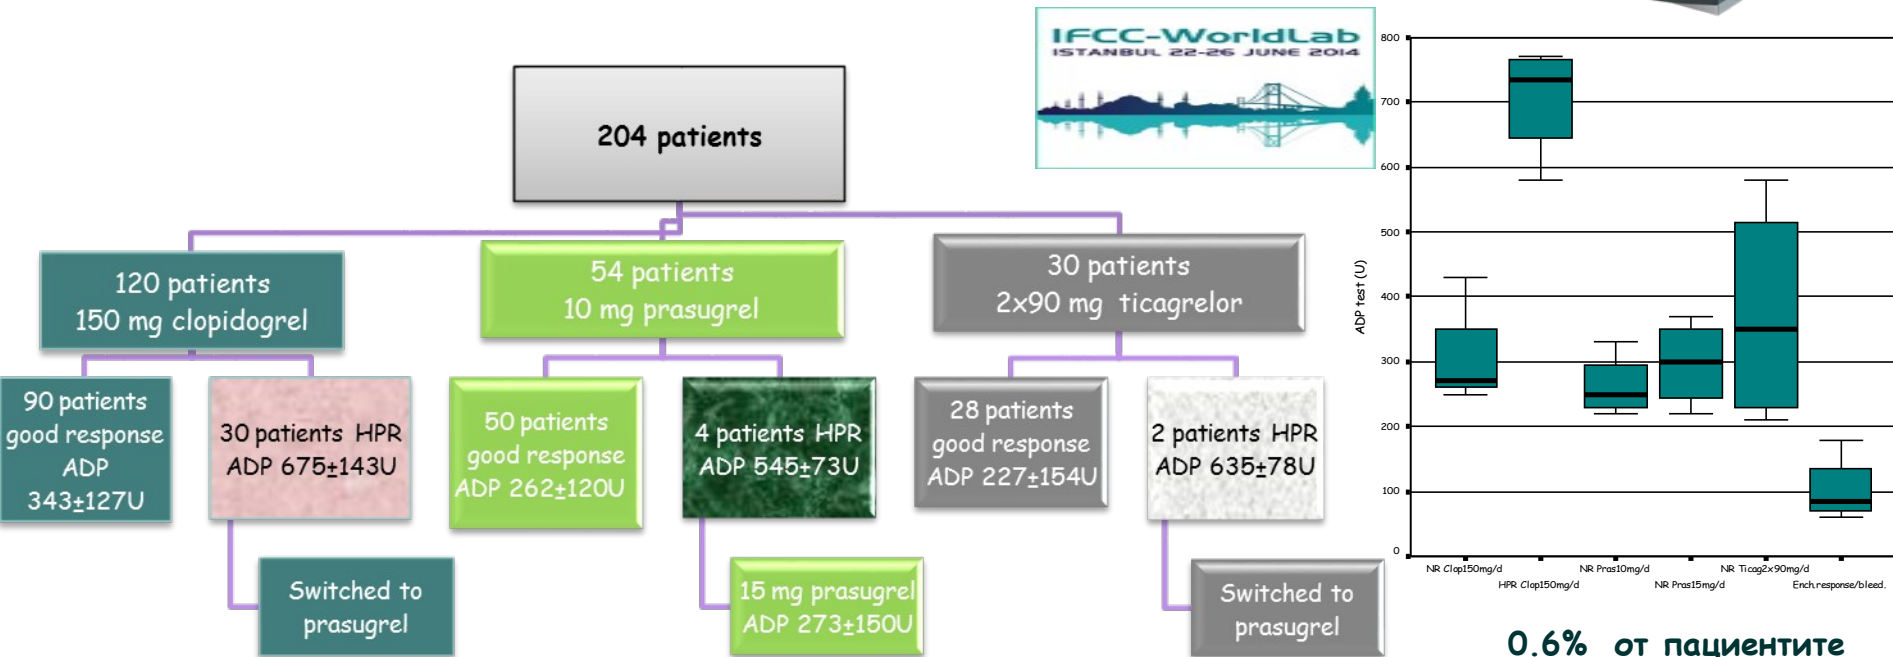 IFCC-WorldLab
ISTANBUL 22-26 JUNE 2014
204 patients
120 patients
150 mg clopidogrel
54 patients
10 mg prasugrel
30 patients
2x90 mg ticagrelor
90 patients
good response
ADP
343±127U
30 patients HPR
ADP 675±143U
50 patients
good response
ADP 262±120U
4 patients HPR
ADP 545±73U
28 patients
good response
ADP 227±154U
2 patients HPR
ADP 635±78U
Switched to
prasugrel
15 mg prasugrel
ADP 273±150U
Switched to
prasugrel
800
700
600
500
400
300
200
100
0
ADP test (U)
NR Clop150mg/d
HPR Clop150mg/d
NR Pras10mg/d
NR Pras15mg/d
NR Ticag2x90mg/d
Ench.response/bleed.
0.6% от пациентите